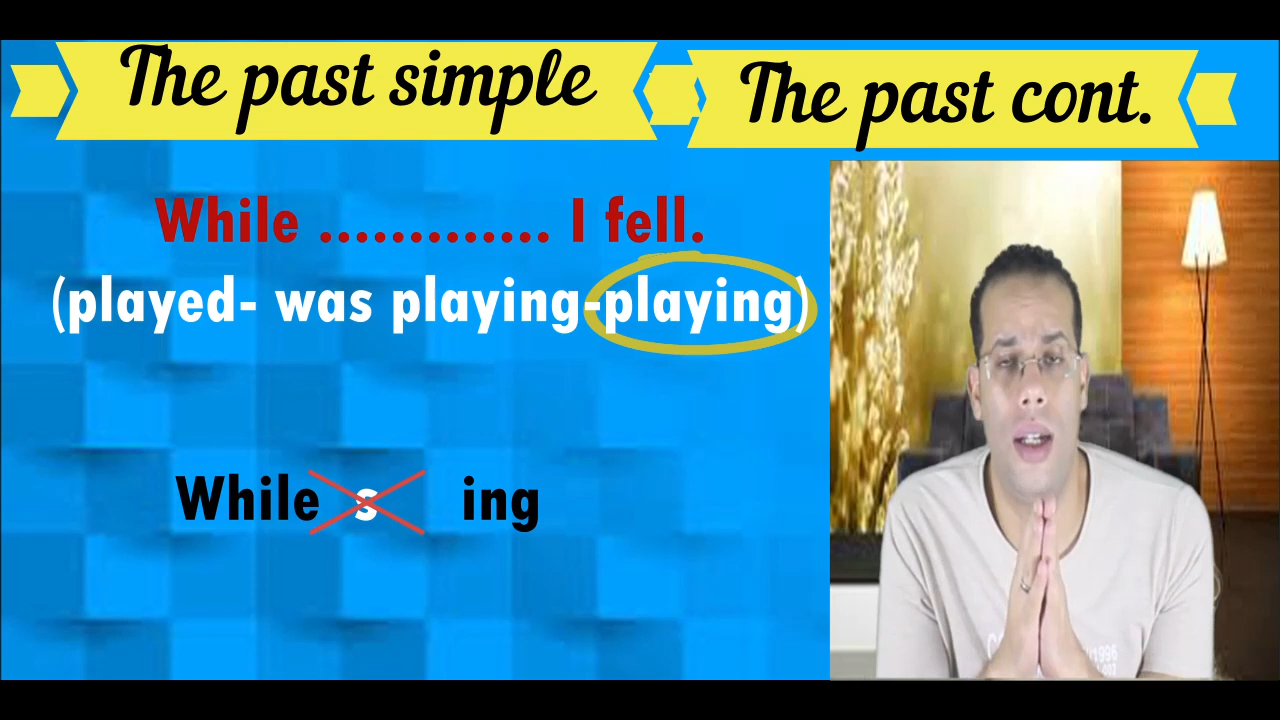 The past simple
The past cont.
While ............. I fell.
(played- was playing-playing)
While s ing